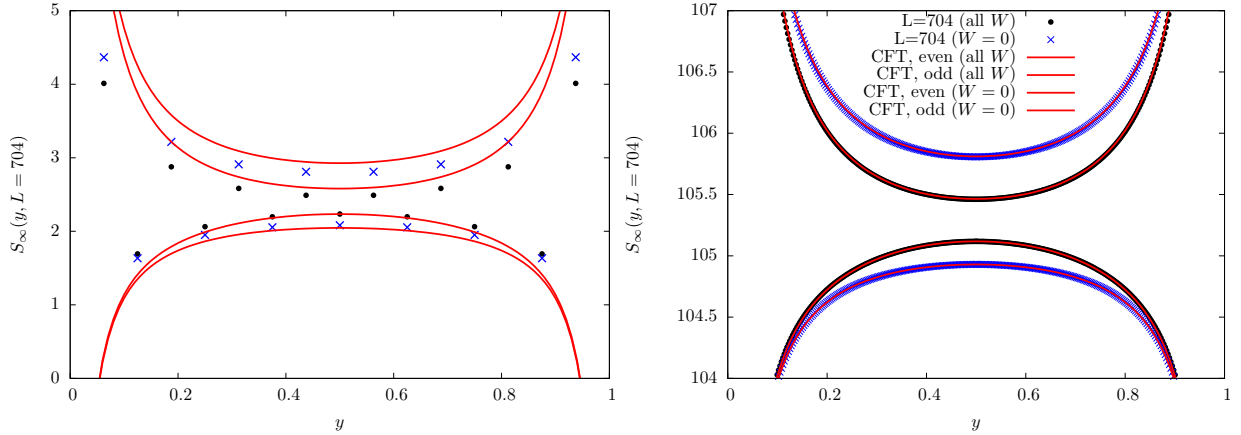 5
4
3
2
1
0
S∞(y, L = 704)
0
0.2
0.4
0.6
0.8
1
y
107
106.5
106
105.5
105
104.5
104
S∞(y, L = 704)
L=704 (all W)
L=704 (W = 0)
CFT, even (all W)
CFT, odd (all W)
CFT, even (W = 0)
CFT, odd (W = 0)
0
0.2
0.4
0.6
0.8
1
y